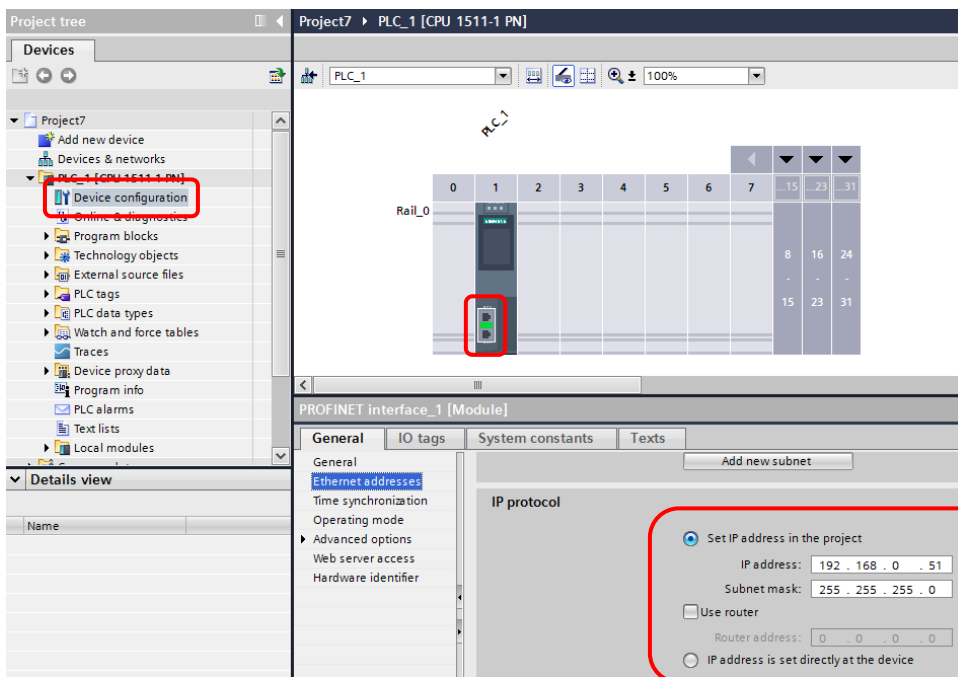 Project tree
Devices
Project7
Add new device
Devices & networks
PLC_1 [CPU 1511-1 PN]
Device configuration
Online & diagnostics
Program blocks
Technology objects
External source files
PLC tags
PLC data types
Watch and force tables
Traces
Device proxy data
Program info
PLC alarms
Text lists
Local modules
Details view
Name
Project7 ▸ PLC_1 [CPU 1511-1 PN]
PLC_1
100%
PLC_1
0 1 2 3 4 5 6 7 ...15 ...23 ...31
Rail_0
SIEMENS
8 16 24
- - -
15 23 31
PROFINET interface_1 [Module]
General IO tags System constants Texts
General
Ethernet addresses
Time synchronization
Operating mode
Advanced options
Web server access
Hardware identifier
Add new subnet
IP protocol
Set IP address in the project
IP address: 192 . 168 . 0 . 51
Subnet mask: 255 . 255 . 255 . 0
Use router
Router address: 0 . 0 . 0 . 0
IP address is set directly at the device